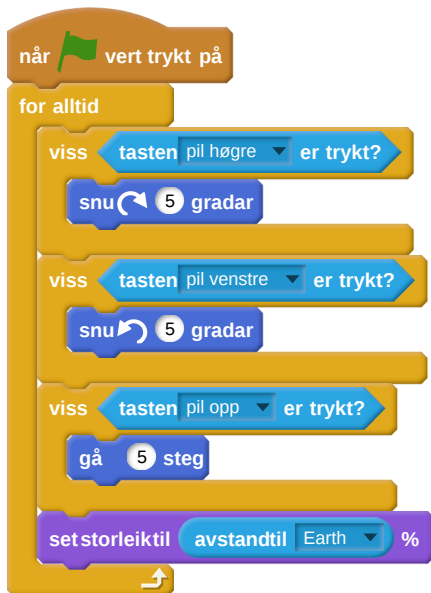 når vert trykt på
for alltid
viss tasten pil høgre er trykt?
snu 5 gradar
viss tasten pil venstre er trykt?
snu 5 gradar
viss tasten pil opp er trykt?
gå 5 steg
set storleik til avstand til Earth %